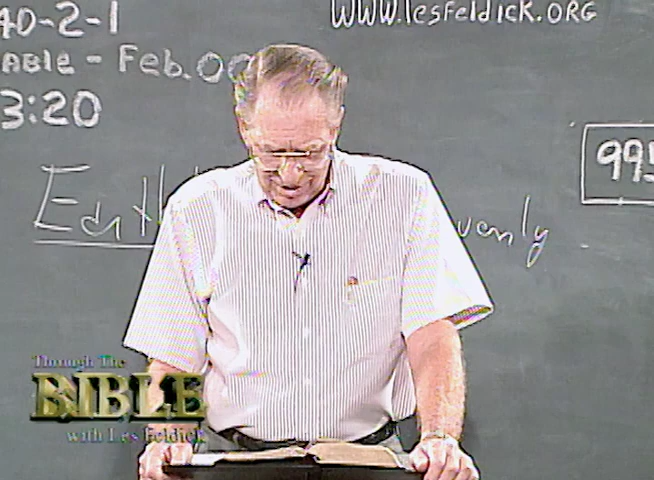 40-2-1
www.lesfeldick.org
ABLE - Feb. 00
3:20
995
Earth
venly
Through The
BIBLE
with Les Feldick